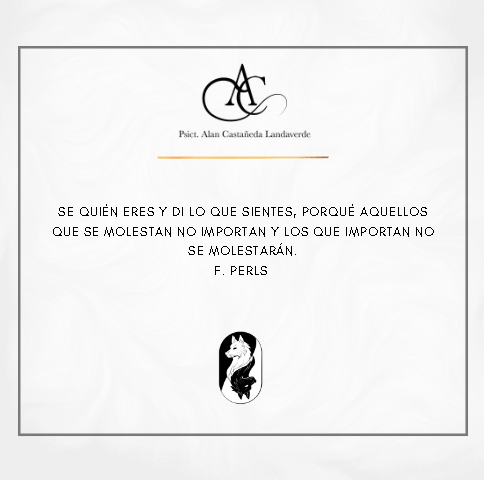 AC
Psict. Alan Castañeda Landaverde
SE QUIÉN ERES Y DI LO QUE SIENTES, PORQUÉ AQUELLOS
QUE SE MOLESTAN NO IMPORTAN Y LOS QUE IMPORTAN NO
SE MOLESTARÁN.
F. PERLS